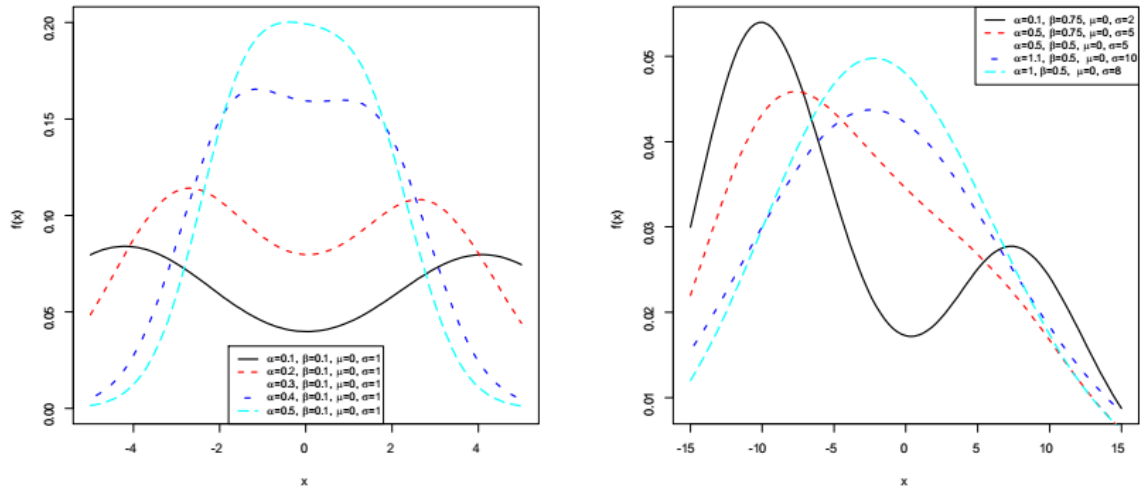 f(x)
0.00
0.05
0.10
0.15
0.20
-4
-2
0
2
4
x
α=0.1, β=0.1, μ=0, σ=1
α=0.2, β=0.1, μ=0, σ=1
α=0.3, β=0.1, μ=0, σ=1
α=0.4, β=0.1, μ=0, σ=1
α=0.5, β=0.1, μ=0, σ=1
f(x)
0.01
0.02
0.03
0.04
0.05
-15
-10
-5
0
5
10
15
x
α=0.1, β=0.75, μ=0, σ=2
α=0.5, β=0.75, μ=0, σ=5
α=0.5, β=0.5, μ=0, σ=5
α=1.1, β=0.5, μ=0, σ=10
α=1, β=0.5, μ=0, σ=8